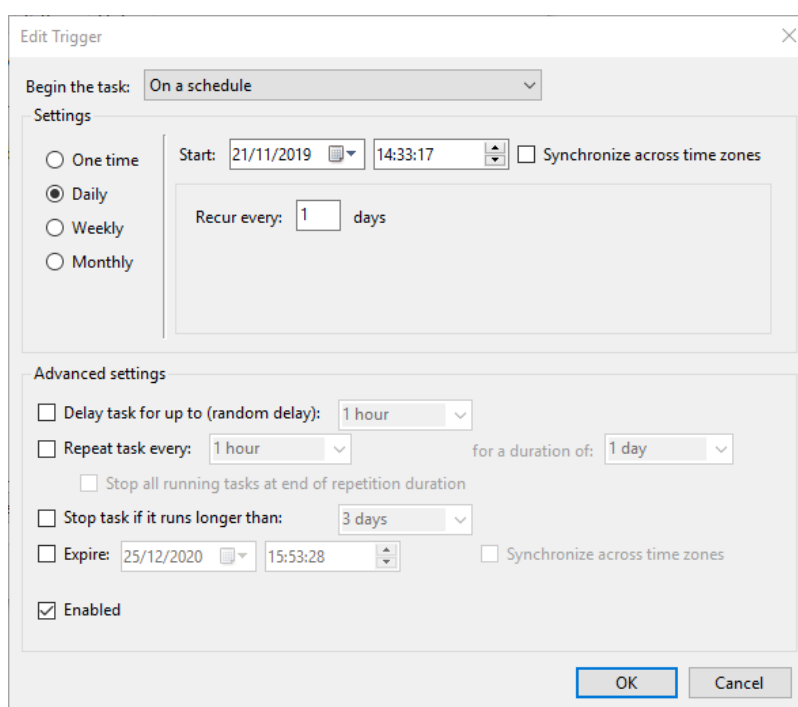 Edit Trigger
Begin the task: On a schedule
Settings
One time
Daily
Weekly
Monthly
Start: 21/11/2019 14:33:17 Synchronize across time zones
Recur every: 1 days
Advanced settings
Delay task for up to (random delay): 1 hour
Repeat task every: 1 hour for a duration of: 1 day
Stop all running tasks at end of repetition duration
Stop task if it runs longer than: 3 days
Expire: 25/12/2020 15:53:28 Synchronize across time zones
Enabled
OK Cancel